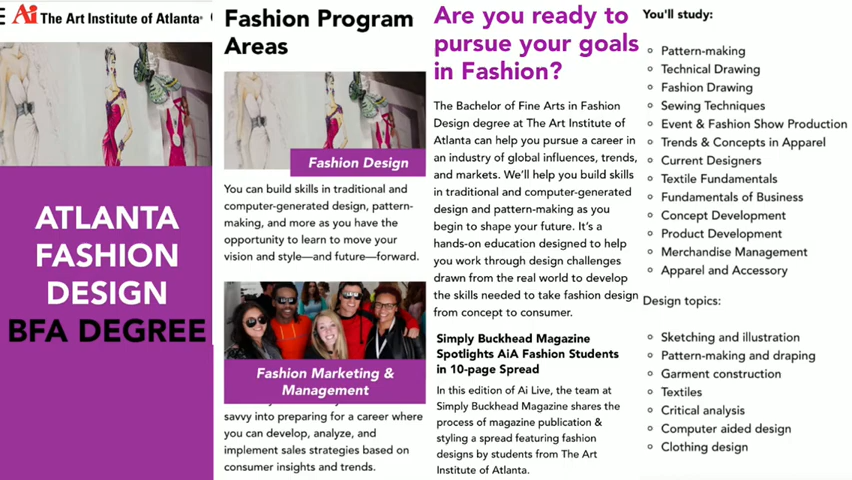 Ai The Art Institute of Atlanta
ATLANTA
FASHION
DESIGN
BFA DEGREE
Fashion Program
Areas
Fashion Design
You can build skills in traditional and
computer-generated design, pattern-
making, and more as you have the
opportunity to learn to move your
vision and style—and future—forward.
Fashion Marketing &
Management
savvy into preparing for a career where
you can develop, analyze, and
implement sales strategies based on
consumer insights and trends.
Are you ready to
pursue your goals
in Fashion?
The Bachelor of Fine Arts in Fashion
Design degree at The Art Institute of
Atlanta can help you pursue a career in
an industry of global influences, trends,
and markets. We'll help you build skills
in traditional and computer-generated
design and pattern-making as you
begin to shape your future. It's a
hands-on education designed to help
you work through design challenges
drawn from the real world to develop
the skills needed to take fashion design
from concept to consumer.
Simply Buckhead Magazine
Spotlights AiA Fashion Students
in 10-page Spread
In this edition of Ai Live, the team at
Simply Buckhead Magazine shares the
process of magazine publication &
styling a spread featuring fashion
designs by students from The Art
Institute of Atlanta.
You'll study:
Pattern-making
Technical Drawing
Fashion Drawing
Sewing Techniques
Event & Fashion Show Production
Trends & Concepts in Apparel
Current Designers
Textile Fundamentals
Fundamentals of Business
Concept Development
Product Development
Merchandise Management
Apparel and Accessory
Design topics:
Sketching and illustration
Pattern-making and draping
Garment construction
Textiles
Critical analysis
Computer aided design
Clothing design